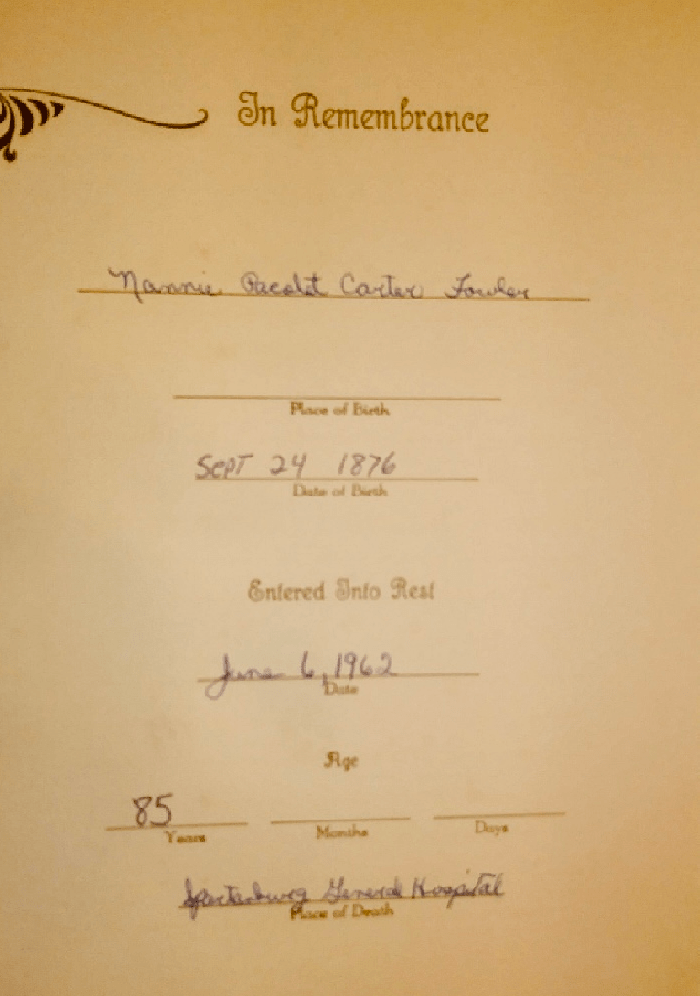 In Remembrance
Nannie Pacolet Carter Fowler
Place of Birth
SEPT 24 1876
Date of Birth
Entered Into Rest
June 6, 1962
Date
Age
85
Years Months Days
Spartanburg General Hospital
Place of Death